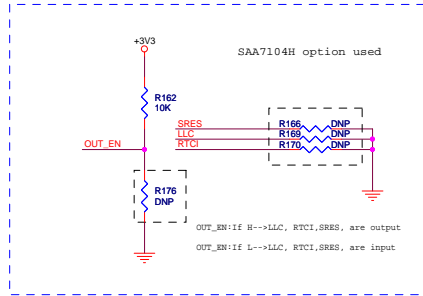 +3V3
SAA7104H option used
R162
10K
SRES R166 DNP
LLC R169 DNP
RTCI R170 DNP
OUT_EN
R176
DNP
OUT_EN:If H-->LLC, RTCI,SRES, are output
OUT_EN:If L-->LLC, RTCI,SRES, are input